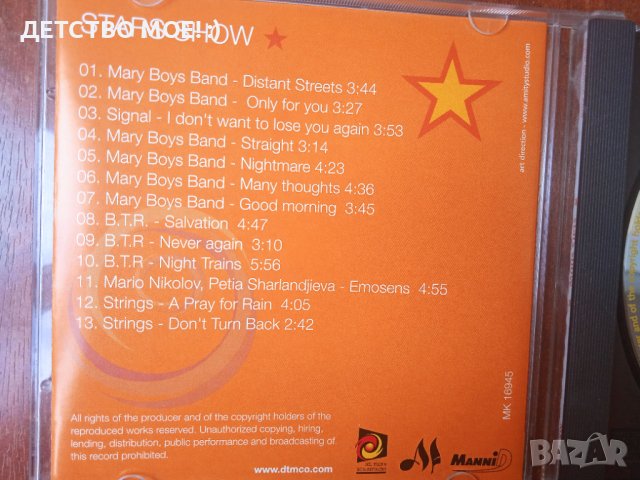 ДЕТСТВО МОЕ! :)
STARS SHOW
01. Mary Boys Band - Distant Streets 3:44
02. Mary Boys Band - Only for you 3:27
03. Signal - I don't want to lose you again 3:53
04. Mary Boys Band - Straight 3:14
05. Mary Boys Band - Nightmare 4:23
06. Mary Boys Band - Many thoughts 4:36
07. Mary Boys Band - Good morning 3:45
08. B.T.R. - Salvation 4:47
09. B.T.R - Never again 3:10
10. B.T.R - Night Trains 5:56
11. Mario Nikolov, Petia Sharlandjieva - Emosens 4:55
12. Strings - A Pray for Rain 4:05
13. Strings - Don't Turn Back 2:42
art direction - www.amitystudio.com
MK 16945
All rights of the producer and of the copyright holders of the
reproduced works reserved. Unauthorized copying, hiring,
lending, distribution, public performance and broadcasting of
this record prohibited.
www.dtmco.com
MANNI D
BAZAR